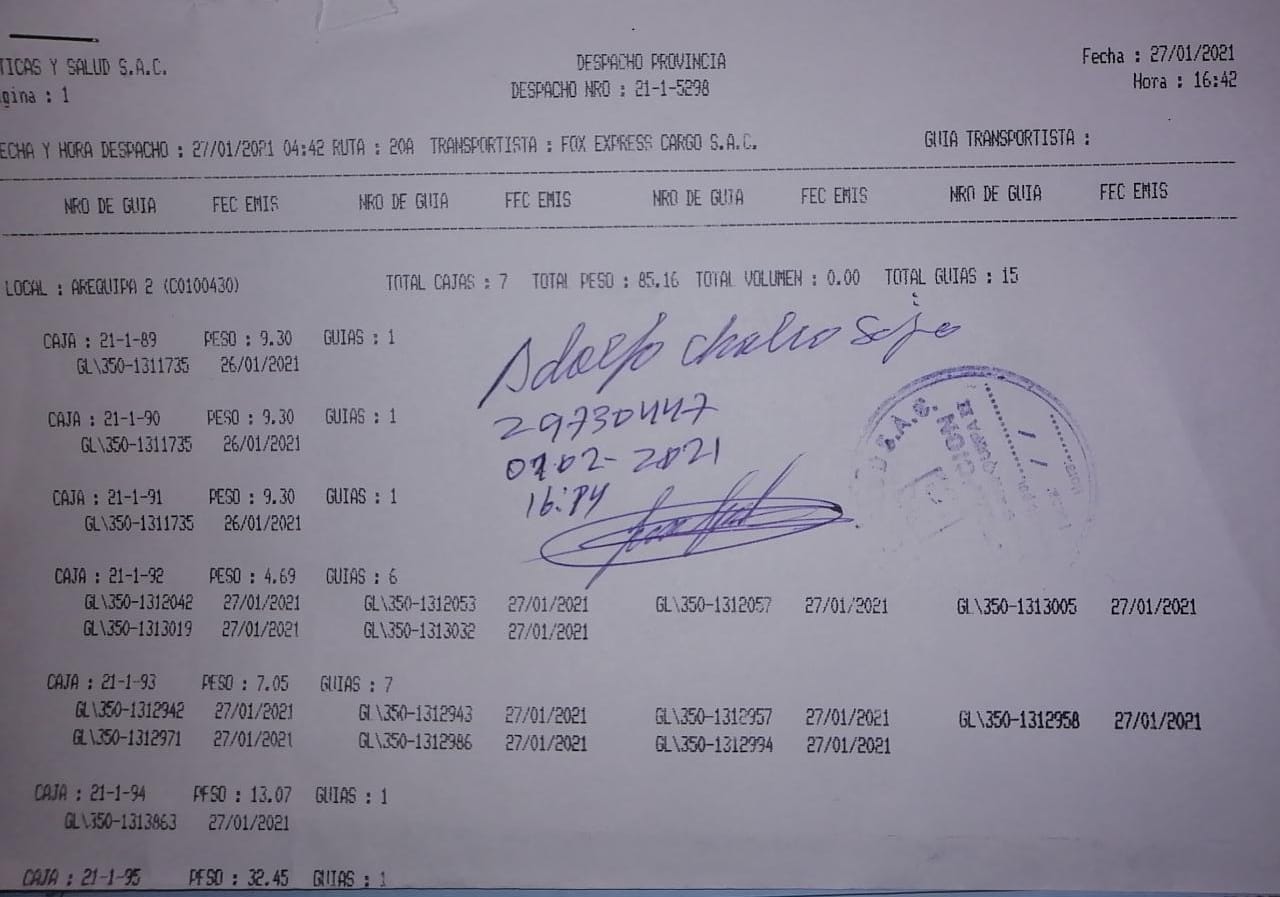 TICAS Y SALUD S.A.C.
DESPACHO PROVINCIA
Fecha : 27/01/2021
gina : 1
DESPACHO NRO : 21-1-5298
Hora : 16:42
ECHA Y HORA DESPACHO : 27/01/2021 04:42 RUTA : 20A TRANSPORTISTA : FOX EXPRESS CARGO S.A.C. GUIA TRANSPORTISTA :
NRO DE GUIA FEC EMIS NRO DE GUIA FEC EMIS NRO DE GUIA FEC EMIS NRO DE GUIA FEC EMIS
LOCAL : AREQUIPA 2 (C0100430) TOTAL CAJAS : 7 TOTAL PESO : 85.16 TOTAL VOLUMEN : 0.00 TOTAL GUIAS : 15
CAJA : 21-1-89 PESO : 9.30 GUIAS : 1
GL\350-1311735 26/01/2021
Adolfo
CAJA : 21-1-90 PESO : 9.30 GUIAS : 1
GL\350-1311735 26/01/2021
29730447
02-2021
CAJA : 21-1-91 PESO : 9.30 GUIAS : 1
GL\350-1311735 26/01/2021
S.A.C.
CAJA : 21-1-92 PESO : 4.69 GUIAS : 6
GL\350-1312042 27/01/2021 GL\350-1312053 27/01/2021 GL\350-1312057 27/01/2021 GL\350-1313005 27/01/2021
GL\350-1313019 27/01/2021 GL\350-1313032 27/01/2021
CAJA : 21-1-93 PESO : 7.05 GUIAS : 7
GL\350-1312942 27/01/2021 GL\350-1312943 27/01/2021 GL\350-1312957 27/01/2021 GL\350-1312958 27/01/2021
GL\350-1312971 27/01/2021 GL\350-1312986 27/01/2021 GL\350-1312994 27/01/2021
CAJA : 21-1-94 PESO : 13.07 GUIAS : 1
GL\350-1313863 27/01/2021
CAJA : 21-1-95 PESO : 32.45 GUIAS : 1